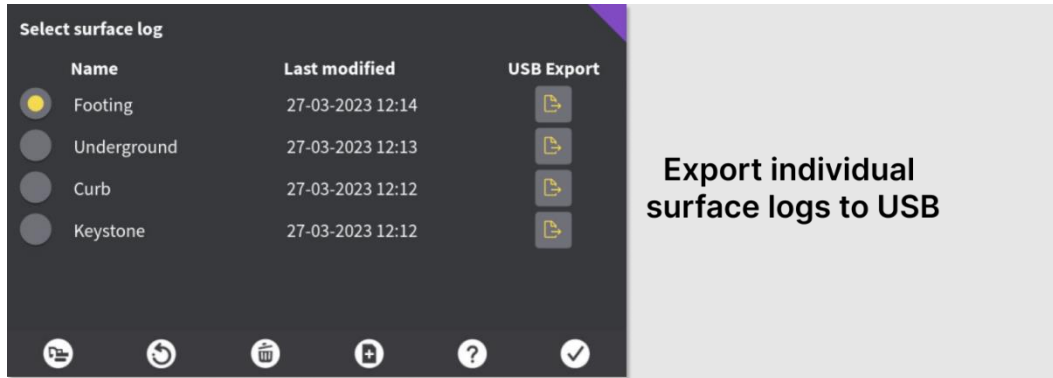 Select surface log
Name Last modified USB Export
Footing 27-03-2023 12:14
Underground 27-03-2023 12:13
Curb 27-03-2023 12:12
Keystone 27-03-2023 12:12
?
Export individual
surface logs to USB